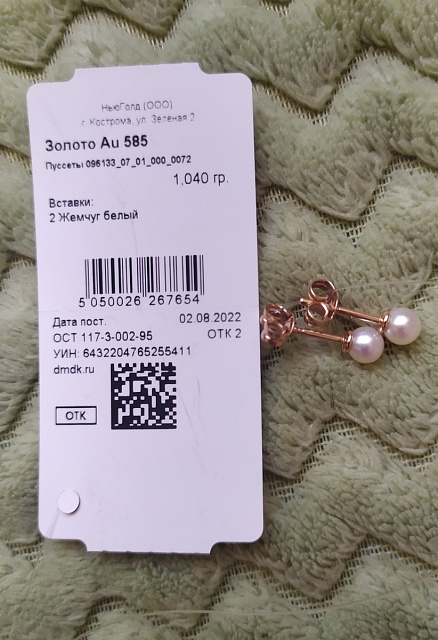 НьюГолд (ООО)
г. Кострома, ул. Зеленая 2
Золото Au 585
Пуссеты 096133_07_01_000_0072
1,040 гр.
Вставки:
2 Жемчуг белый
5 050026 267654
Дата пост. 02.08.2022
ОСТ 117-3-002-95 ОТК 2
УИН: 6432204765255411
dmdk.ru
ОТК